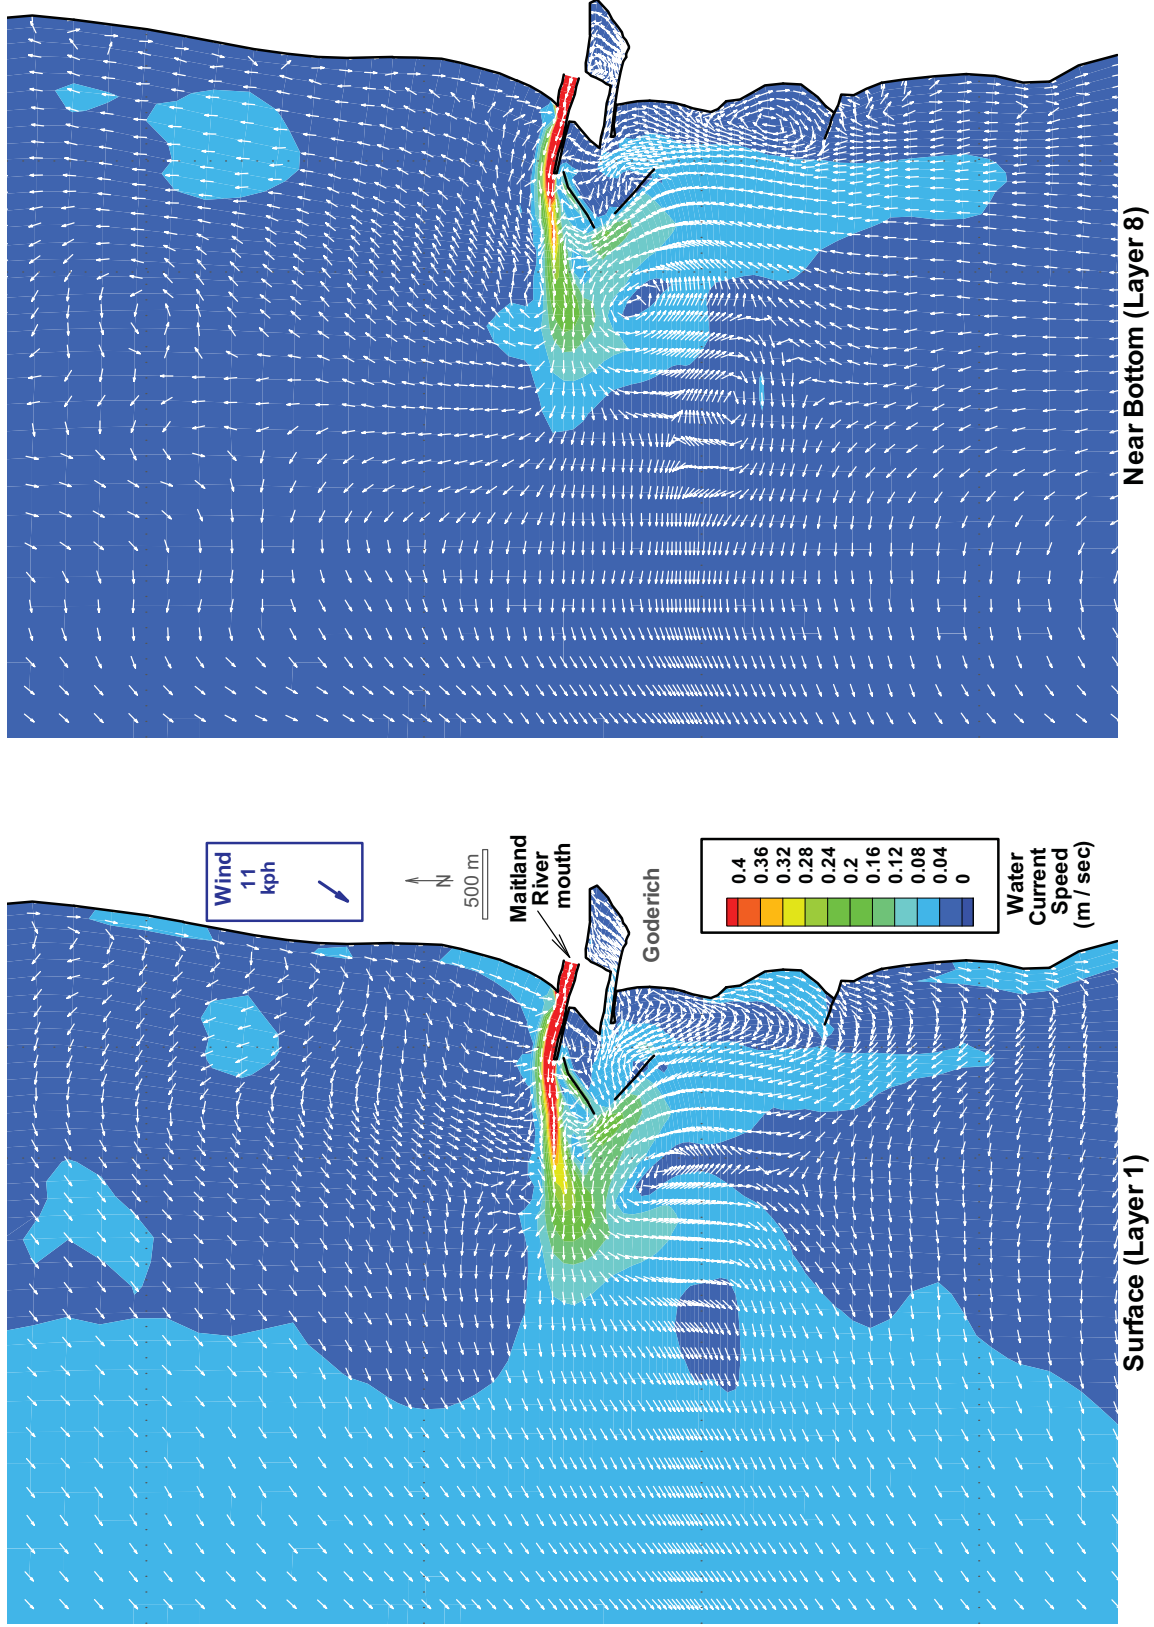 Near Bottom (Layer 8)
Wind
11
kph
N
500 m
Maitland
River
mouth
Goderich
0.4
0.36
0.32
0.28
0.24
0.2
0.16
0.12
0.08
0.04
0
Water
Current
Speed
(m / sec)
Surface (Layer 1)